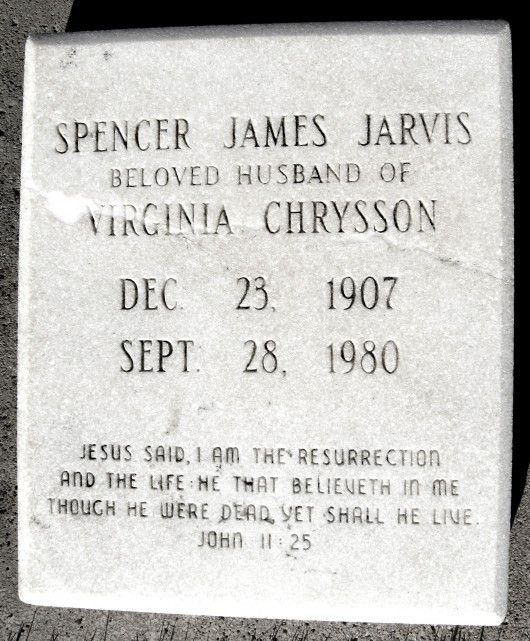 SPENCER JAMES JARVIS
BELOVED HUSBAND OF
VIRGINIA CHRYSSON
DEC. 23, 1907
SEPT. 28, 1980
JESUS SAID, I AM THE RESURRECTION
AND THE LIFE: HE THAT BELIEVETH IN ME
THOUGH HE WERE DEAD, YET SHALL HE LIVE.
JOHN 11:25